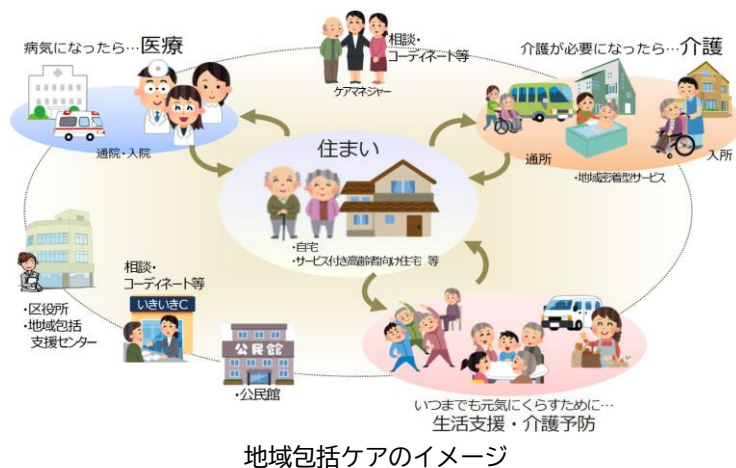 病気になったら…医療
通院・入院
相談・
コーディネート等
ケアマネジャー
介護が必要になったら…介護
通所
・地域密着型サービス
入所
住まい
・自宅
・サービス付き高齢者向け住宅 等
・区役所
・地域包括
支援センター
相談・
コーディネート等
いきいきC
公民館
・公民館
いつまでも元気にくらすために…
生活支援・介護予防
地域包括ケアのイメージ